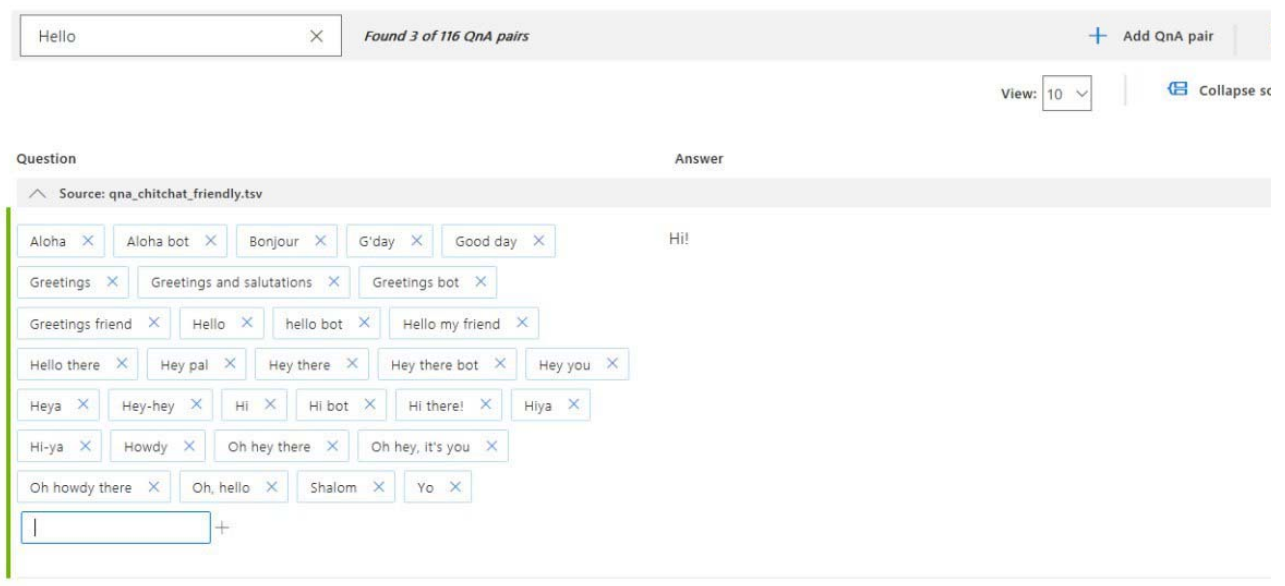 Hello Found 3 of 116 QnA pairs Add QnA pair
View: 10 Collapse
Question Answer
Source: qna_chitchat_friendly.tsv
Aloha Aloha bot Bonjour G'day Good day Hi!
Greetings Greetings and salutations Greetings bot
Greetings friend Hello hello bot Hello my friend
Hello there Hey pal Hey there Hey there bot Hey you
Heya Hey-hey Hi Hi bot Hi there! Hiya
Hi-ya Howdy Oh hey there Oh hey, it's you
Oh howdy there Oh, hello Shalom Yo